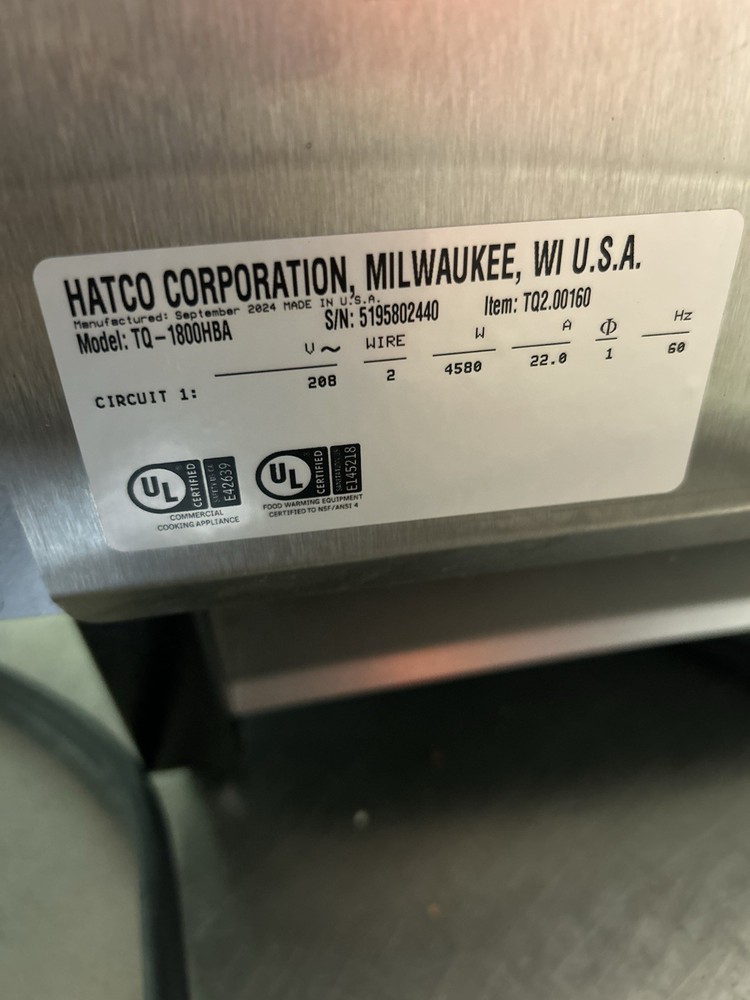 HATCO CORPORATION, MILWAUKEE, WI U.S.A.
Manufactured: September 2024 MADE IN U.S.A.
Model: TQ-1800HBA S/N: 5195802440 Item: TQ2.00160
V~ WIRE W A Φ Hz
CIRCUIT 1: 208 2 4580 22.0 1 60
UL CERTIFIED E42639
COMMERCIAL
COOKING APPLIANCE
UL CERTIFIED E145218
FOOD WARMING EQUIPMENT
CERTIFIED TO NSF/ANSI 4